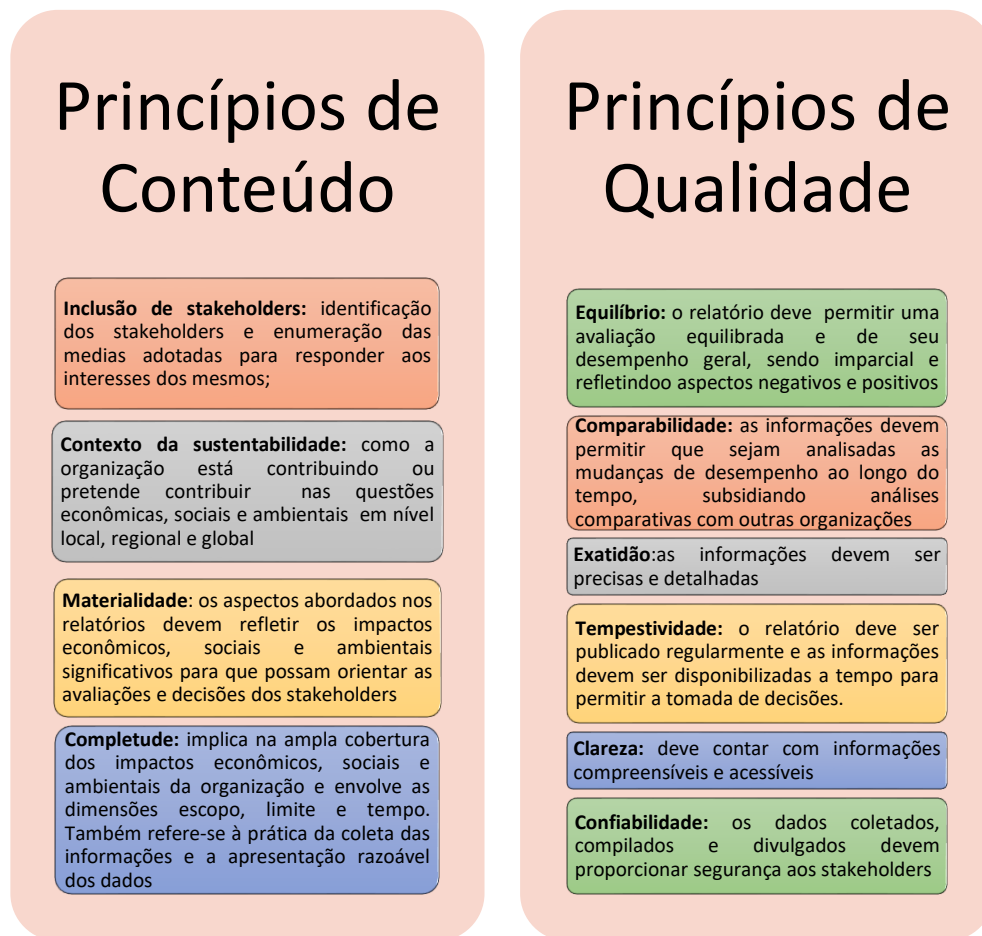 Princípios de
Conteúdo
Inclusão de stakeholders: identificação
dos stakeholders e enumeração das
medias adotadas para responder aos
interesses dos mesmos;
Contexto da sustentabilidade: como a
organização está contribuindo ou
pretende contribuir nas questões
econômicas, sociais e ambientais em nível
local, regional e global
Materialidade: os aspectos abordados nos
relatórios devem refletir os impactos
econômicos, sociais e ambientais
significativos para que possam orientar as
avaliações e decisões dos stakeholders
Completude: implica na ampla cobertura
dos impactos econômicos, sociais e
ambientais da organização e envolve as
dimensões escopo, limite e tempo.
Também refere-se à prática da coleta das
informações e a apresentação razoável
dos dados
Princípios de
Qualidade
Equilíbrio: o relatório deve permitir uma
avaliação equilibrada e de seu
desempenho geral, sendo imparcial e
refletindoo aspectos negativos e positivos
Comparabilidade: as informações devem
permitir que sejam analisadas as
mudanças de desempenho ao longo do
tempo, subsidiando análises
comparativas com outras organizações
Exatidão:as informações devem ser
precisas e detalhadas
Tempestividade: o relatório deve ser
publicado regularmente e as informações
devem ser disponibilizadas a tempo para
permitir a tomada de decisões.
Clareza: deve contar com informações
compreensíveis e acessíveis
Confiabilidade: os dados coletados,
compilados e divulgados devem
proporcionar segurança aos stakeholders